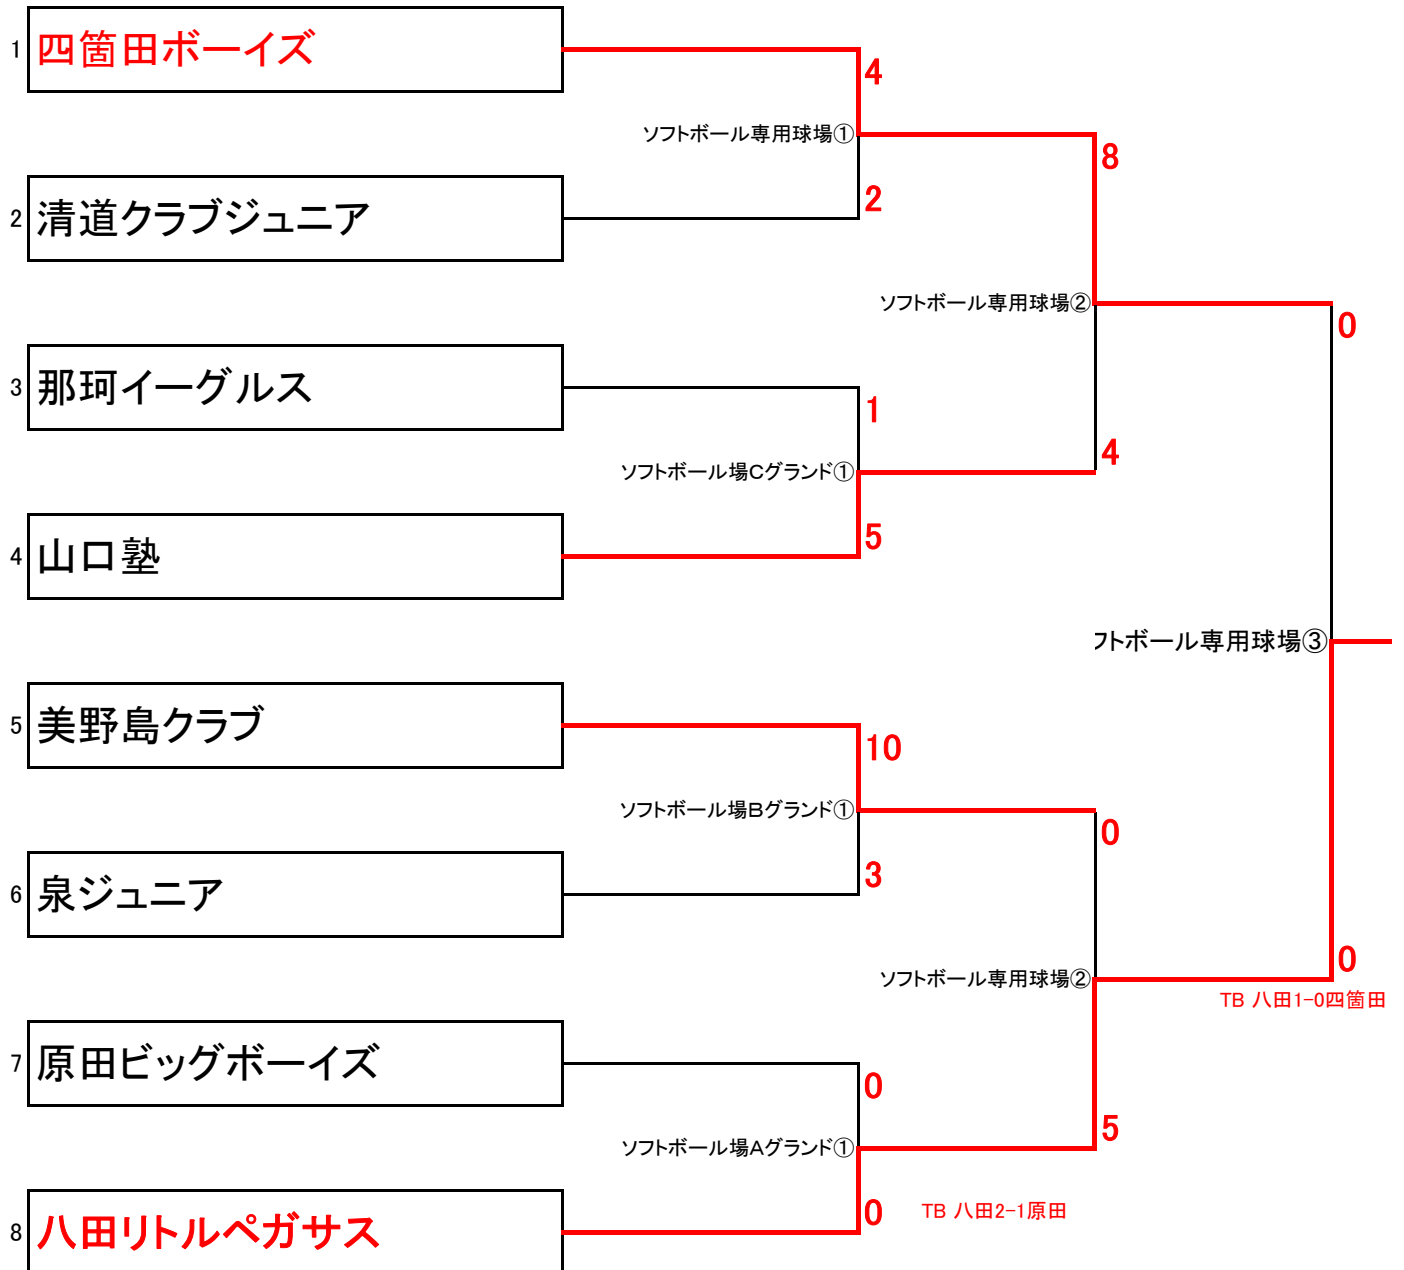 1 四箇田ボーイズ
4
ソフトボール専用球場①
8
2 清道クラブジュニア
2
ソフトボール専用球場②
0
3 那珂イーグルス
1
4
ソフトボール場Cグランド①
4 山口塾
5
フトボール専用球場③
5 美野島クラブ
10
ソフトボール場Bグランド①
0
6 泉ジュニア
3
ソフトボール専用球場②
0
TB 八田1-0四箇田
7 原田ビッグボーイズ
0
5
ソフトボール場Aグランド①
8 八田リトルペガサス
0
TB 八田2-1原田